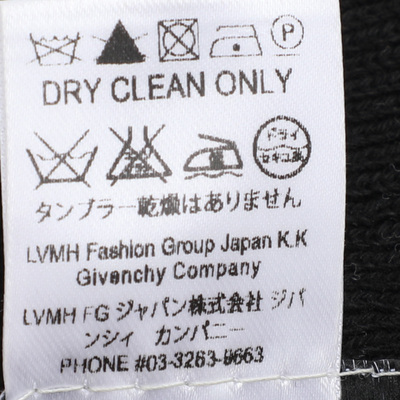 P
DRY CLEAN ONLY
ドライ
セキユ系
タンブラー乾燥はありません
LVMH Fashion Group Japan K.K
Givenchy Company
LVMH FG ジャパン株式会社 ジバ
ンシィ カンパニー
PHONE #03-3263-9663